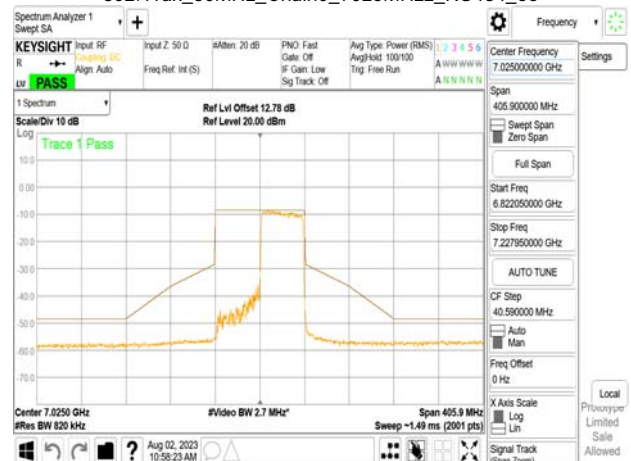 Spectrum Analyzer 1
Swept SA
Frequency
KEYSIGHT
R
LU PASS
Input: RF
Coupling: DC
Align: Auto
Input Z: 50 Ω
Freq Ref: Int (S)
#Atten: 20 dB
PNO: Fast
Gate: Off
IF Gain: Low
Sig Track: Off
Avg Type: Power (RMS)
Avg|Hold: 100/100
Trig: Free Run
1 2 3 4 5 6
A W W W W W
A N N N N N
1 Spectrum
Scale/Div 10 dB
Ref Lvl Offset 12.78 dB
Ref Level 20.00 dBm
Log
Trace 1 Pass
10.0
0.00
-10.0
-20.0
-30.0
-40.0
-50.0
-60.0
-70.0
Center 7.0250 GHz
#Video BW 2.7 MHz*
Span 405.9 MHz
#Res BW 820 kHz
Sweep ~1.49 ms (2001 pts)
Aug 02, 2023
10:58:23 AM
Center Frequency
7.025000000 GHz
Settings
Span
405.900000 MHz
Swept Span
Zero Span
Full Span
Start Freq
6.822050000 GHz
Stop Freq
7.227950000 GHz
AUTO TUNE
CF Step
40.590000 MHz
Auto
Man
Freq Offset
0 Hz
X Axis Scale
Log
Lin
Signal Track
(Span Zoom)
Local
Prototype
Limited
Sale
Allowed